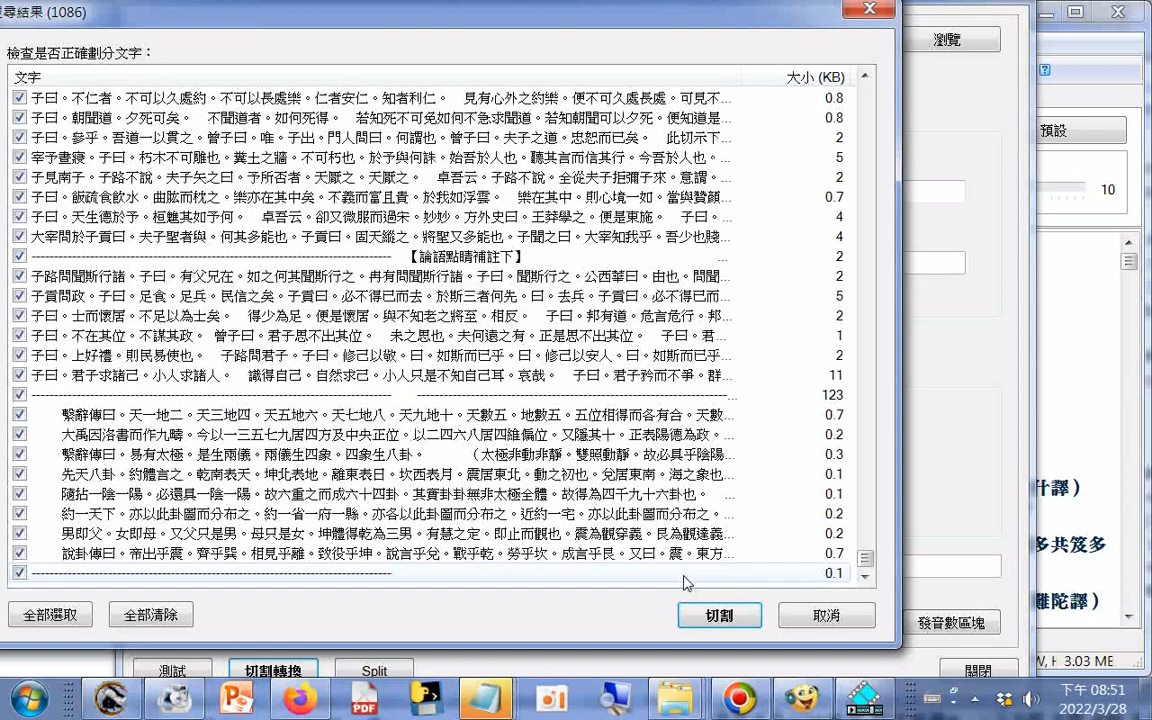 搜尋結果 (1086)
瀏覽
檢查是否正確劃分文字：
文字 大小 (KB)
子曰。不仁者。不可以久處約。不可以長處樂。仁者安仁。知者利仁。 見有心外之約樂。便不可久處長處。可見不... 0.8
子曰。朝聞道。夕死可矣。 不聞道者。如何死得。 若知死不可免如何不急求聞道。若知朝聞可以夕死。便知道是... 0.8
子曰。參乎。吾道一以貫之。曾子曰。唯。子出。門人問曰。何謂也。曾子曰。夫子之道。忠恕而已矣。 此切示下... 2
宰予晝寢。子曰。朽木不可雕也。糞土之牆。不可杇也。於予與何誅。始吾於人也。聽其言而信其行。今吾於人也。... 5
子見南子。子路不說。夫子矢之曰。予所否者。天厭之。天厭之。 卓吾云。子路不說。全從夫子拒彌子來。意謂。... 2
子曰。飯疏食飲水。曲肱而枕之。樂亦在其中矣。不義而富且貴。於我如浮雲。 樂在其中。則心境一如。當與贊顏... 0.7
子曰。天生德於予。桓魋其如予何。 卓吾云。卻又微服而過宋。妙妙。方外史曰。王莽學之。便是東施。 子曰。... 4
大宰問於子貢曰。夫子聖者與。何其多能也。子貢曰。固天縱之。將聖又多能也。子聞之曰。大宰知我乎。吾少也賤... 4
------------------------------------------------------------------------------ 【論語點睛補註下】 ... 2
子路問聞斯行諸。子曰。有父兄在。如之何其聞斯行之。冉有問聞斯行諸。子曰。聞斯行之。公西華曰。由也。問聞... 2
子貢問政。子曰。足食。足兵。民信之矣。子貢曰。必不得已而去。於斯三者何先。曰。去兵。子貢曰。必不得已而... 5
子曰。士而懷居。不足以為士矣。 得少為足。便是懷居。與不知老之將至。相反。 子曰。邦有道。危言危行。邦... 2
子曰。不在其位。不謀其政。 曾子曰。君子思不出其位。 未之思也。夫何遠之有。正是思不出其位。 子曰。君... 1
子曰。上好禮。則民易使也。 子路問君子。子曰。修己以敬。曰。如斯而已乎。曰。修己以安人。曰。如斯而已乎... 2
子曰。君子求諸己。小人求諸人。 識得自己。自然求己。小人只是不知自己耳。哀哉。 子曰。君子矜而不爭。群... 11
------------------------------------------------------------------------------ ------------------------------------------------------------------... 123
繫辭傳曰。天一地二。天三地四。天五地六。天七地八。天九地十。天數五。地數五。五位相得而各有合。天數... 0.7
大禹因洛書而作九疇。今以一三五七九居四方及中央正位。以二四六八居四維偏位。又隱其十。正表陽德為政。... 0.2
繫辭傳曰。易有太極。是生兩儀。兩儀生四象。四象生八卦。 （太極非動非靜。雙照動靜。故必具乎陰陽... 0.3
先天八卦。約體言之。乾南表天。坤北表地。離東表日。坎西表月。震居東北。動之初也。兌居東南。海之象也... 0.1
隨拈一陰一陽。必還具一陰一陽。故六重之而成六十四卦。其實卦卦無非太極全體。故得為四千九十六卦也。 ... 0.1
約一天下。亦以此卦圖而分布之。約一省一府一縣。亦各以此卦圖而分布之。近約一宅。亦以此卦圖而分布之。... 0.2
男即父。女即母。又父只是男。母只是女。坤體得乾為三男。有慧之定。即止而觀也。震為觀穿義。艮為觀達義... 0.2
說卦傳曰。帝出乎震。齊乎巽。相見乎離。致役乎坤。說言乎兌。戰乎乾。勞乎坎。成言乎艮。又曰。震。東方... 0.7
------------------------------------------------------------------------------ 0.1
全部選取 全部清除 切割 取消
預設
10
什譯）
多共笈多
難陀譯）
發音數區塊
測試 切割轉換 Split 關閉
3.03 MB
下午 08:51
2022/3/28